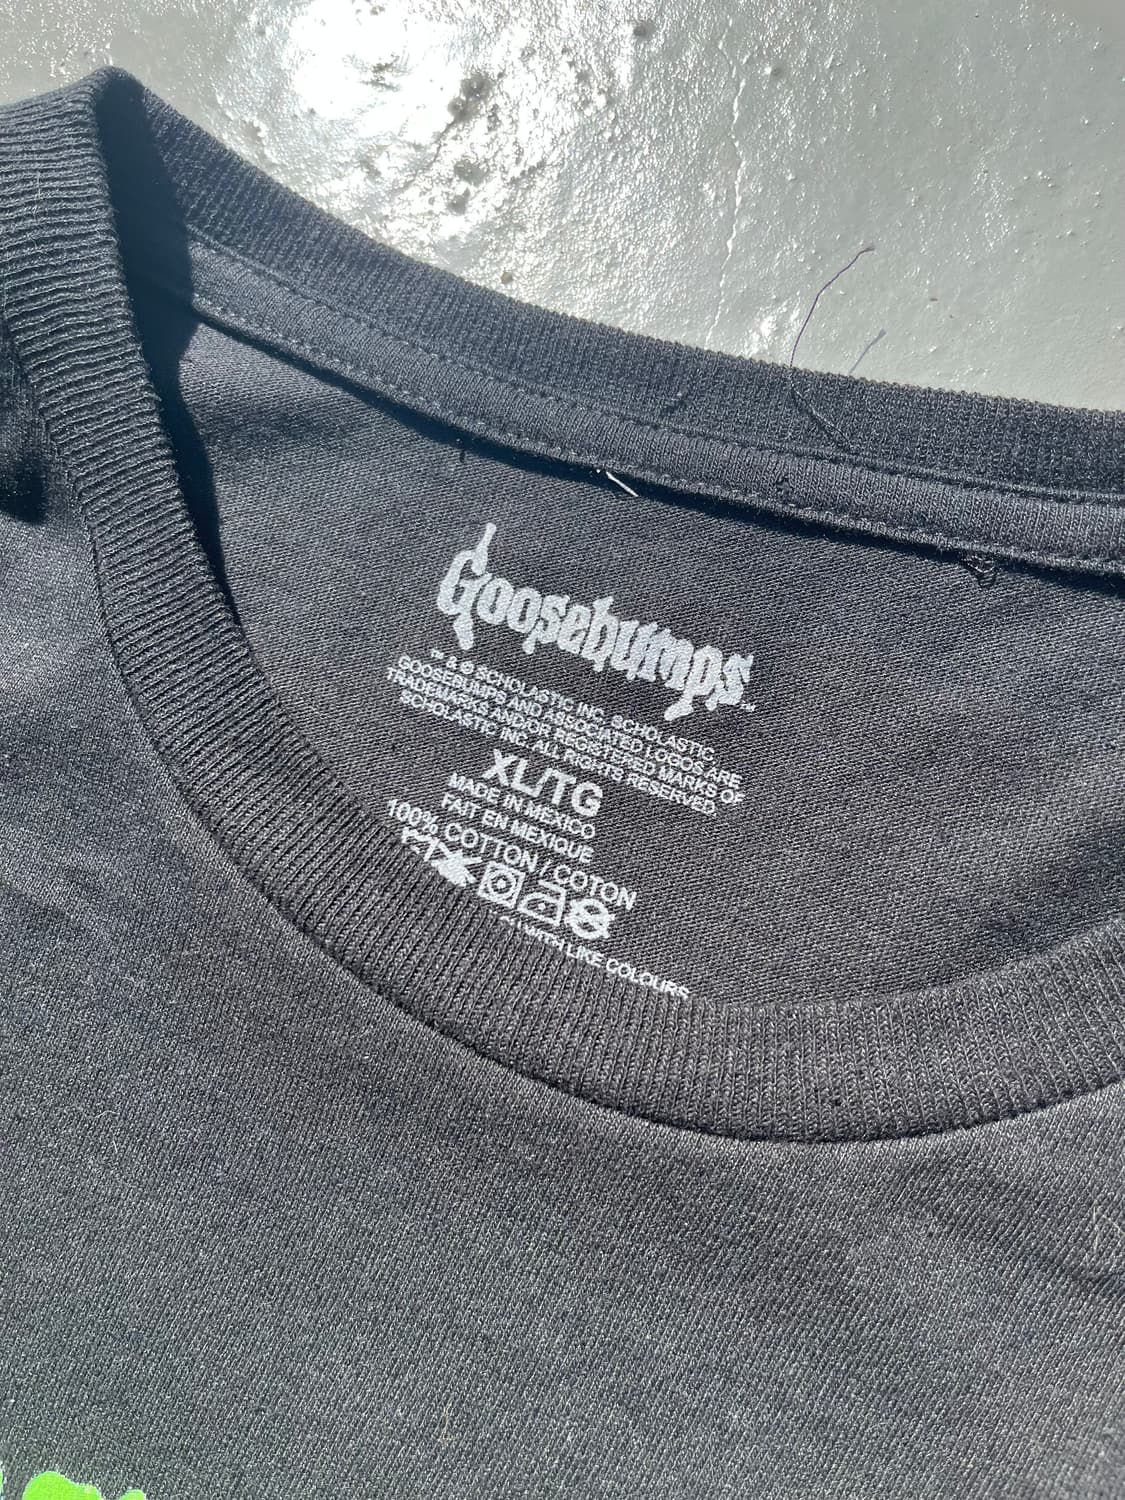 Goosebumps™
™ & © SCHOLASTIC INC. SCHOLASTIC,
GOOSEBUMPS AND ASSOCIATED LOGOS ARE
TRADEMARKS AND/OR REGISTERED MARKS OF
SCHOLASTIC INC. ALL RIGHTS RESERVED.
XL/TG
MADE IN MEXICO
FAIT EN MEXIQUE
100% COTTON / COTON
WITH LIKE COLOURS